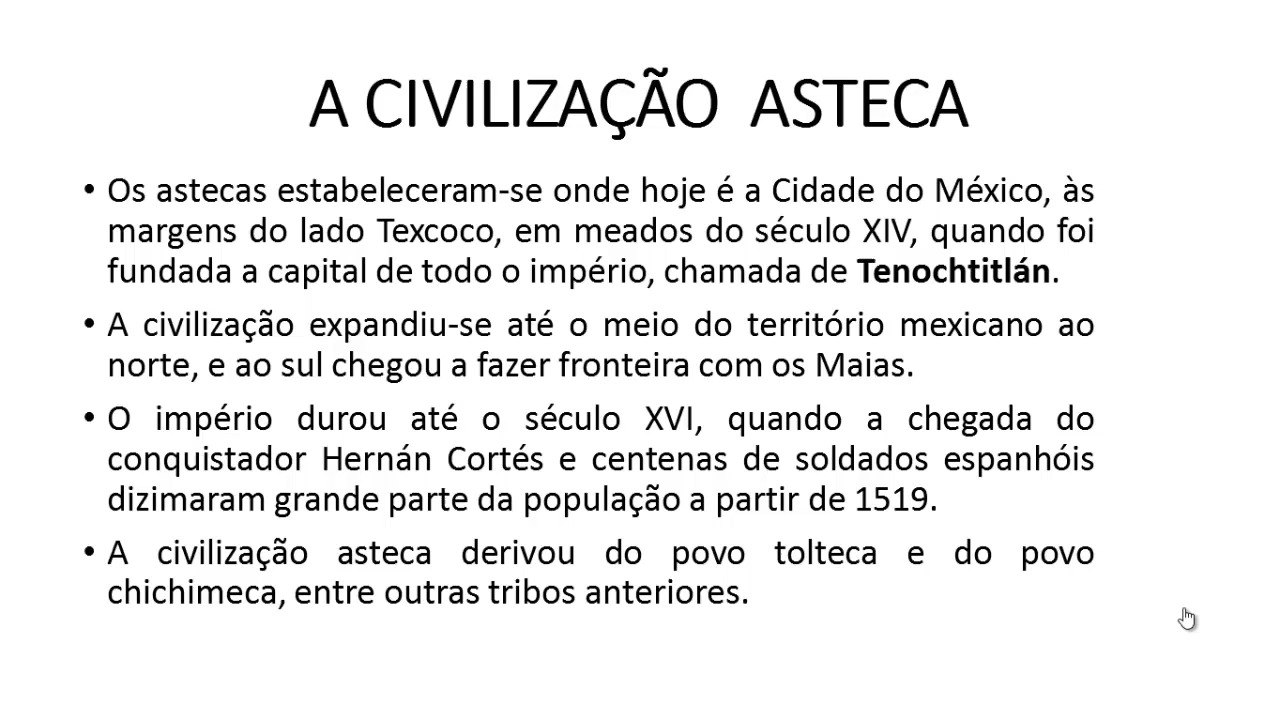 A CIVILIZAÇÃO ASTECA
• Os astecas estabeleceram-se onde hoje é a Cidade do México, às
margens do lado Texcoco, em meados do século XIV, quando foi
fundada a capital de todo o império, chamada de Tenochtitlán.
• A civilização expandiu-se até o meio do território mexicano ao
norte, e ao sul chegou a fazer fronteira com os Maias.
• O império durou até o século XVI, quando a chegada do
conquistador Hernán Cortés e centenas de soldados espanhóis
dizimaram grande parte da população a partir de 1519.
• A civilização asteca derivou do povo tolteca e do povo
chichimeca, entre outras tribos anteriores.